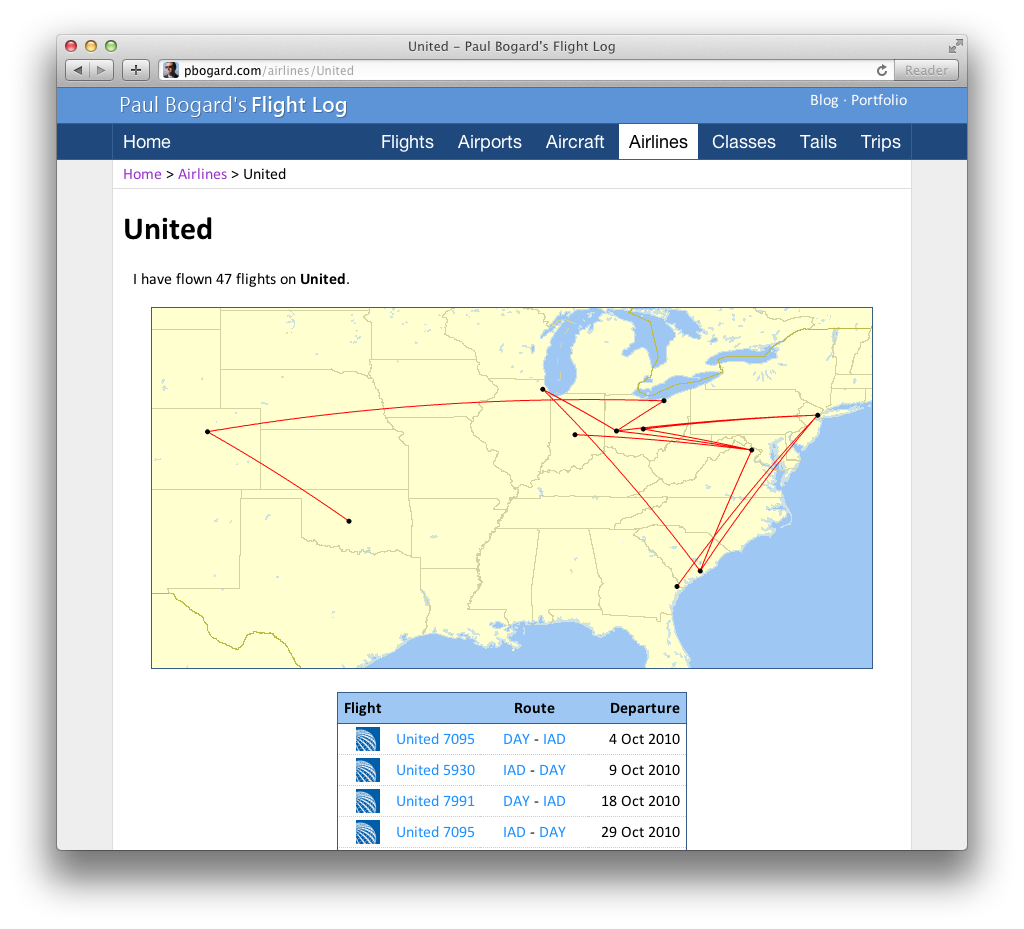 United – Paul Bogard's Flight Log
pbogard.com/airlines/United
Reader
Paul Bogard's Flight Log
Blog · Portfolio
Home Flights Airports Aircraft Airlines Classes Tails Trips
Home > Airlines > United
United
I have flown 47 flights on United.
Flight Route Departure
United 7095 DAY - IAD 4 Oct 2010
United 5930 IAD - DAY 9 Oct 2010
United 7991 DAY - IAD 18 Oct 2010
United 7095 IAD - DAY 29 Oct 2010